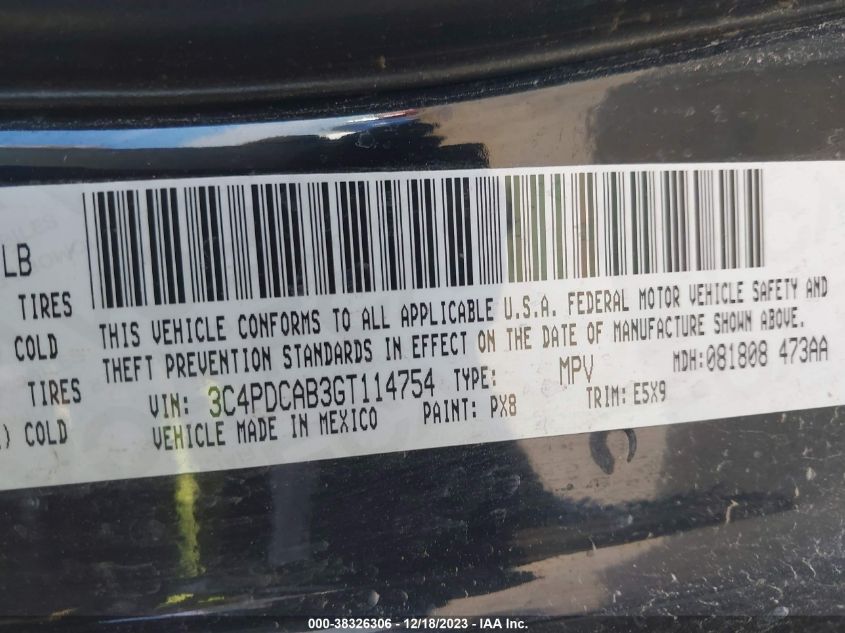 LB
TIRES
COLD
TIRES
) COLD
THIS VEHICLE CONFORMS TO ALL APPLICABLE U.S.A. FEDERAL MOTOR VEHICLE SAFETY AND
THEFT PREVENTION STANDARDS IN EFFECT ON THE DATE OF MANUFACTURE SHOWN ABOVE.
VIN: 3C4PDCAB3GT114754 TYPE: MPV MDH:081808 473AA
VEHICLE MADE IN MEXICO PAINT: PX8 TRIM: E5X9
000-38326306 - 12/18/2023 - IAA Inc.